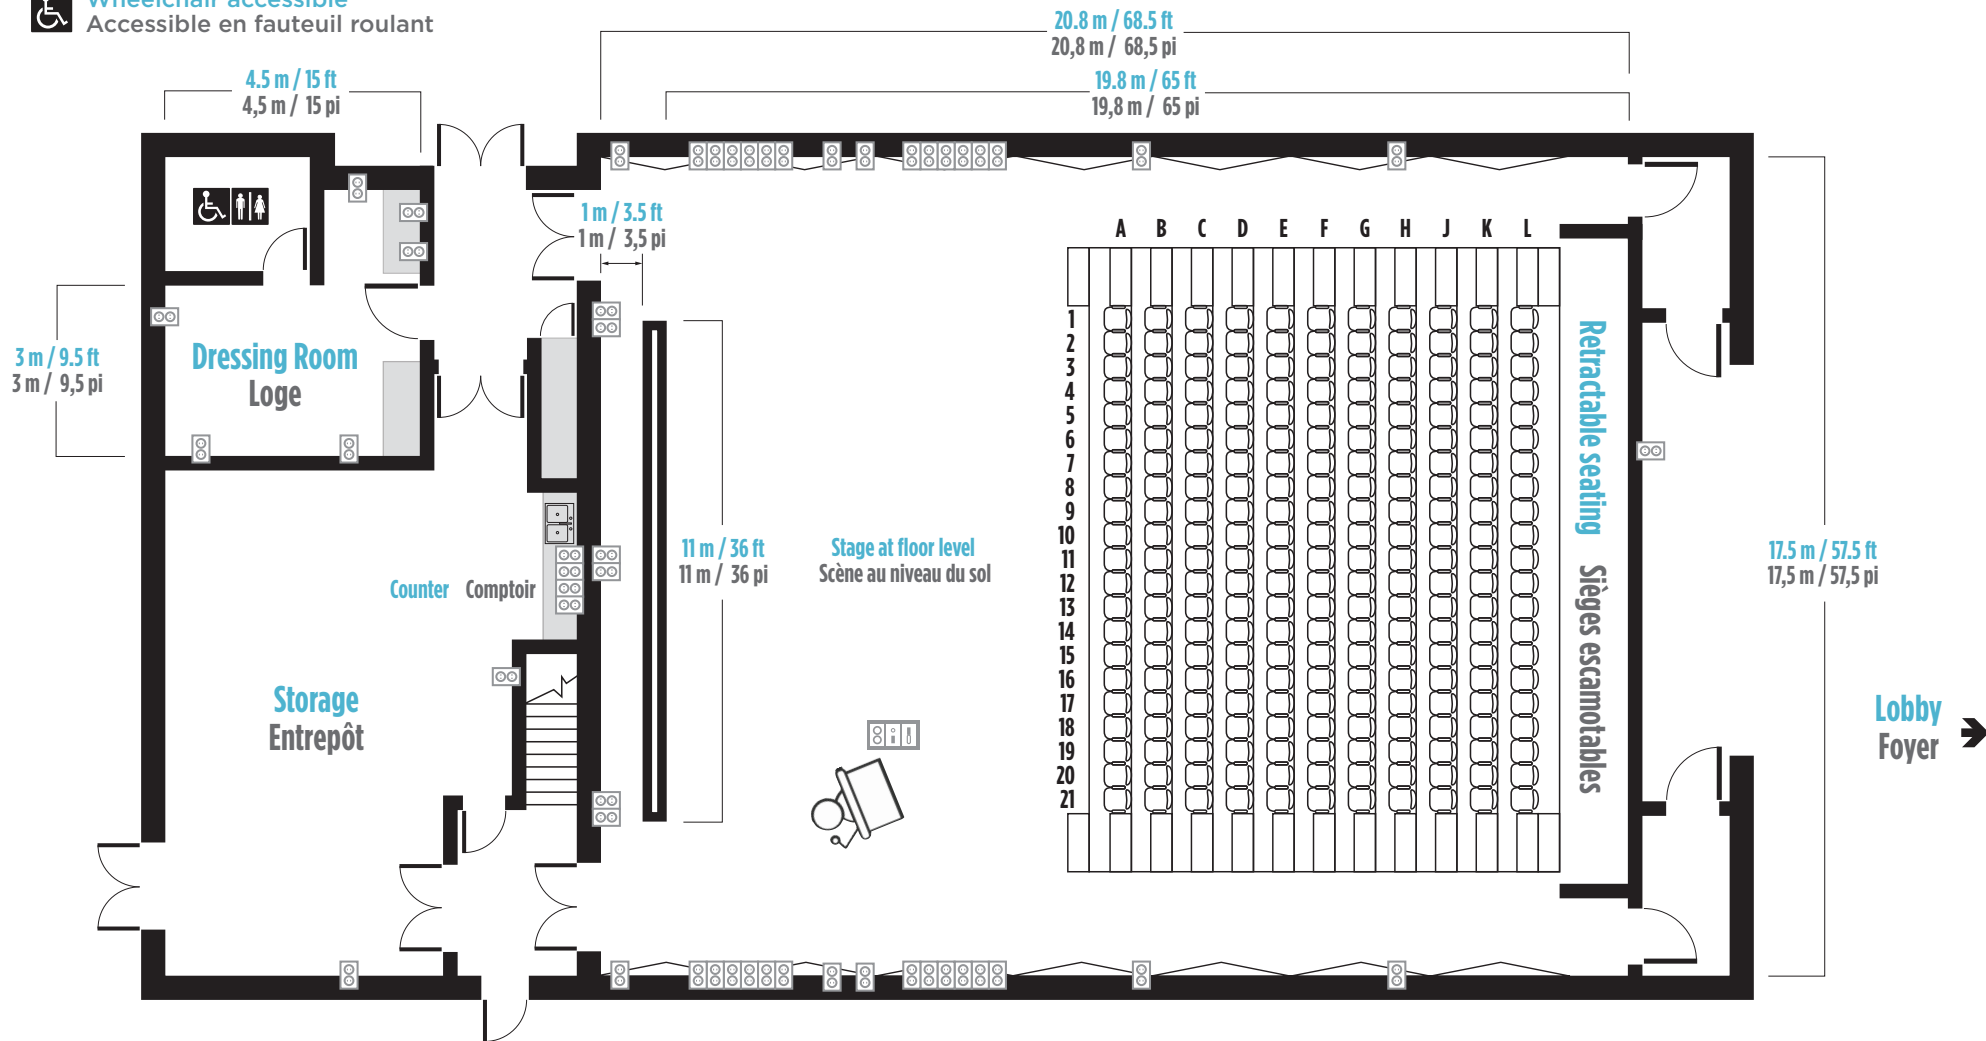 Wheelchair accessible
Accessible en fauteuil roulant
20.8 m / 68.5 ft
20,8 m / 68,5 pi
4.5 m / 15 ft
4,5 m / 15 pi
19.8 m / 65 ft
19,8 m / 65 pi
1 m / 3.5 ft
1 m / 3,5 pi
A B C D E F G H J K L
3 m / 9.5 ft
3 m / 9,5 pi
Dressing Room
Loge
1
2
3
4
5
6
7
8
9
10
11
12
13
14
15
16
17
18
19
20
21
Retractable seating Sièges escamotables
11 m / 36 ft
11 m / 36 pi
Stage at floor level
Scène au niveau du sol
17.5 m / 57.5 ft
17,5 m / 57,5 pi
Counter Comptoir
Storage
Entrepôt
Lobby
Foyer